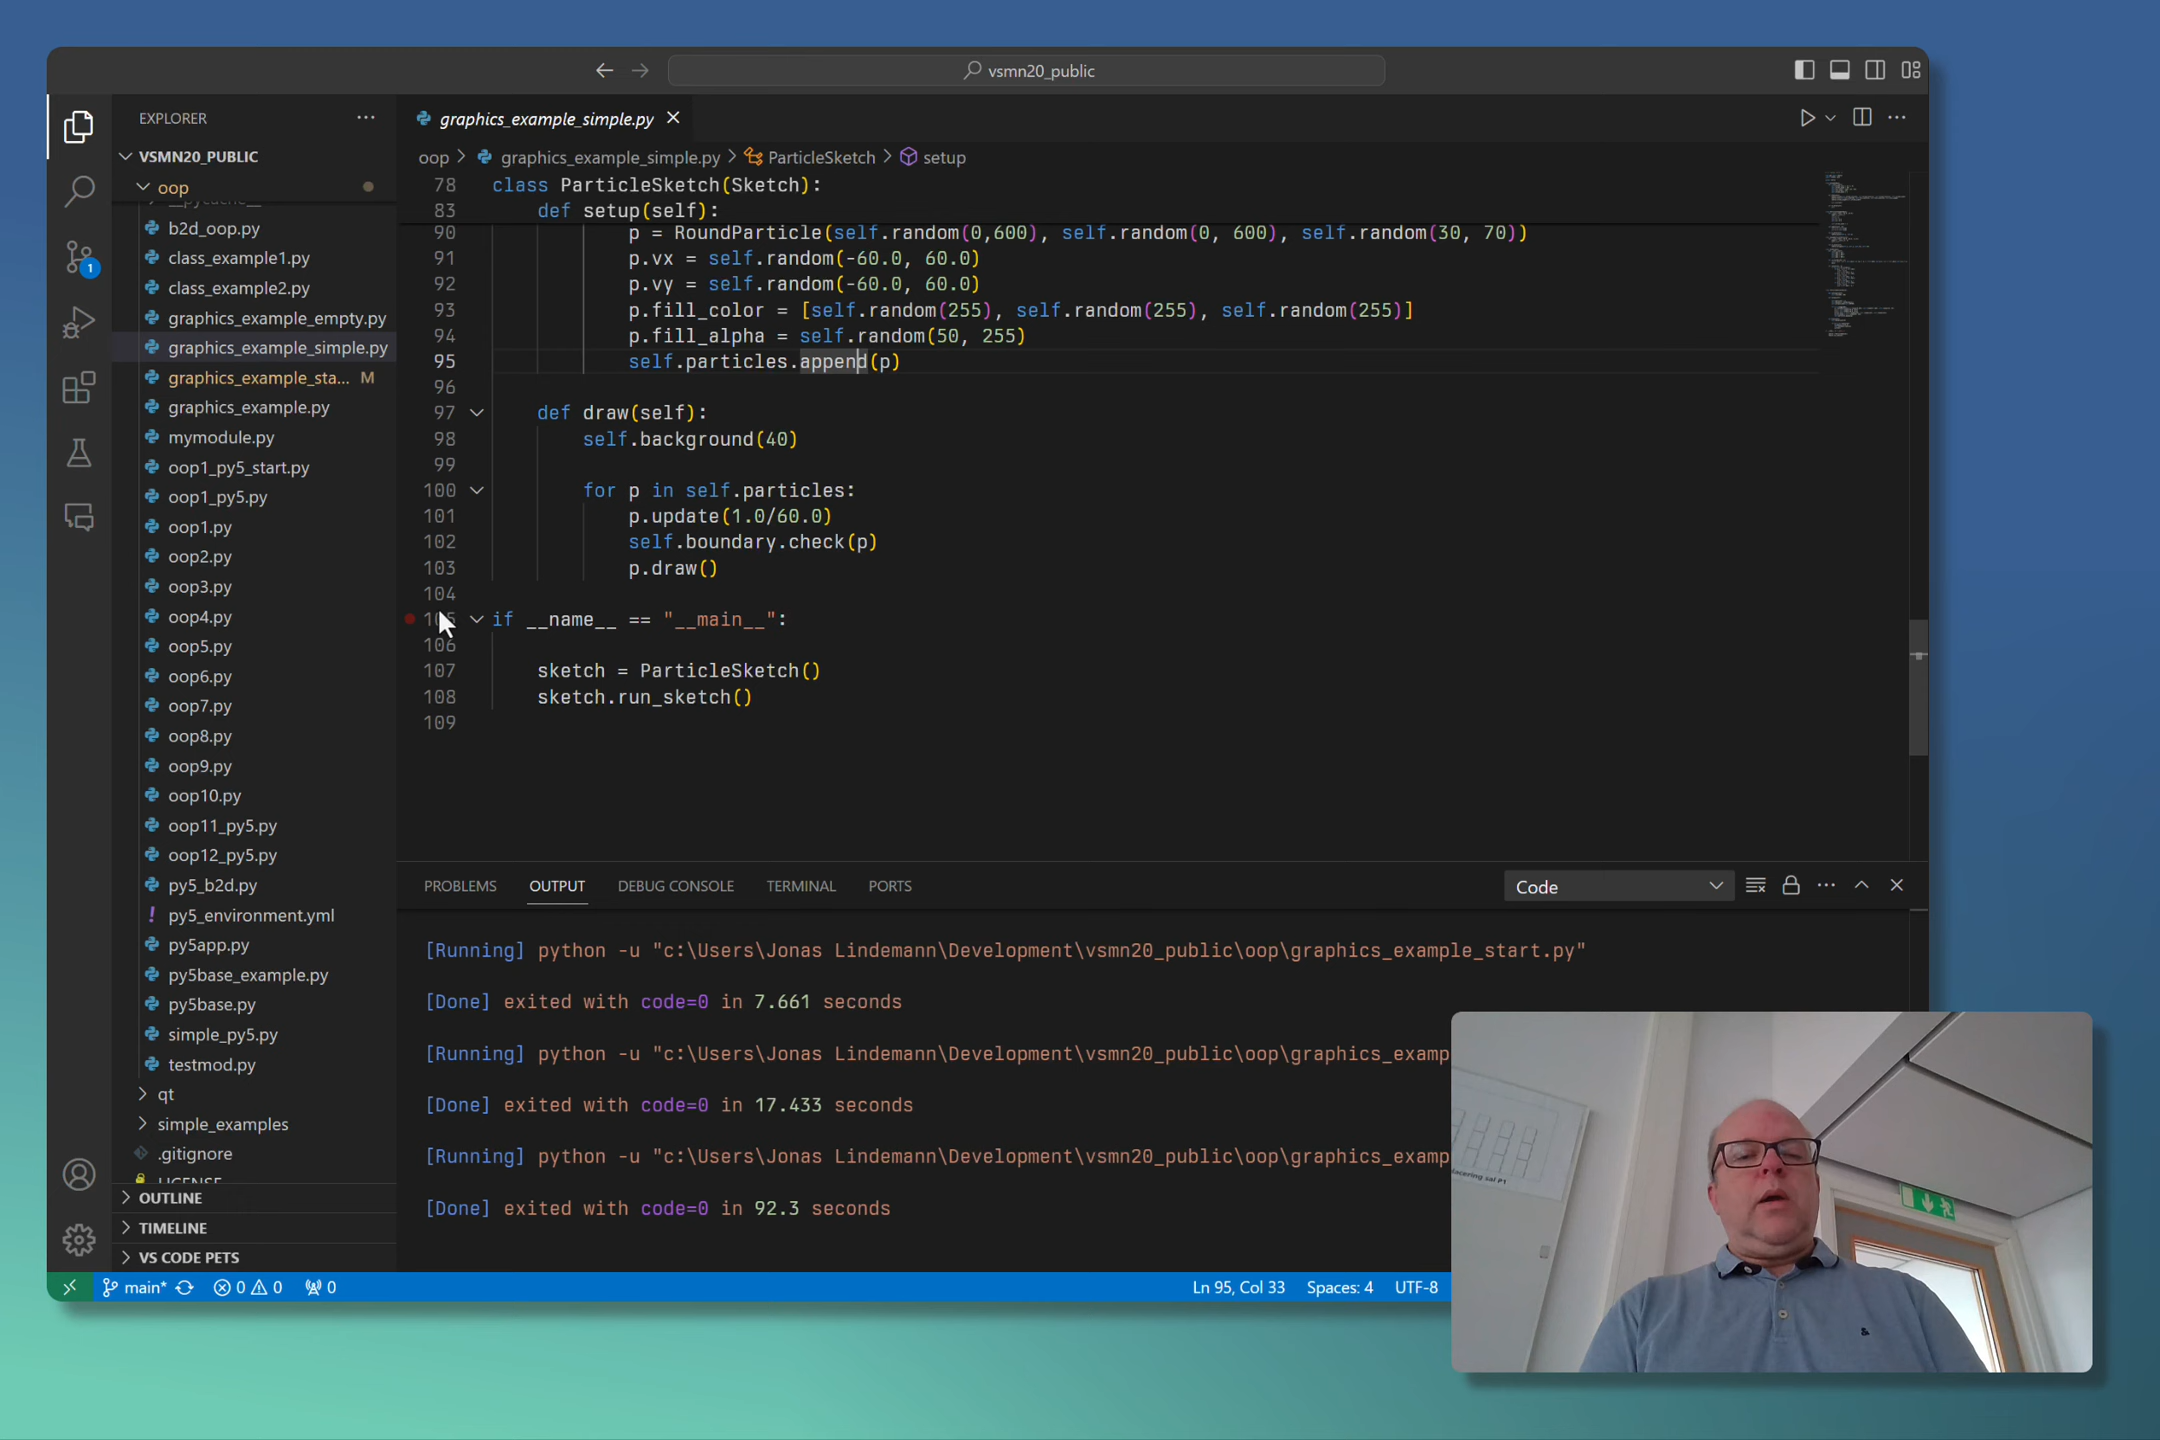 vsmn20_public
EXPLORER
graphics_example_simple.py
VSMN20_PUBLIC
oop > graphics_example_simple.py > ParticleSketch > setup
oop
__pycache__
b2d_oop.py
class_example1.py
class_example2.py
graphics_example_empty.py
graphics_example_simple.py
graphics_example_sta... M
graphics_example.py
mymodule.py
oop1_py5_start.py
oop1_py5.py
oop1.py
oop2.py
oop3.py
oop4.py
oop5.py
oop6.py
oop7.py
oop8.py
oop9.py
oop10.py
oop11_py5.py
oop12_py5.py
py5_b2d.py
py5_environment.yml
py5app.py
py5base_example.py
py5base.py
simple_py5.py
testmod.py
qt
simple_examples
.gitignore
LICENSE
OUTLINE
TIMELINE
VS CODE PETS
1
78 class ParticleSketch(Sketch):
83 def setup(self):
90 p = RoundParticle(self.random(0,600), self.random(0, 600), self.random(30, 70))
91 p.vx = self.random(-60.0, 60.0)
92 p.vy = self.random(-60.0, 60.0)
93 p.fill_color = [self.random(255), self.random(255), self.random(255)]
94 p.fill_alpha = self.random(50, 255)
95 self.particles.append(p)
96
97 def draw(self):
98 self.background(40)
99
100 for p in self.particles:
101 p.update(1.0/60.0)
102 self.boundary.check(p)
103 p.draw()
104
105 if __name__ == "__main__":
106
107 sketch = ParticleSketch()
108 sketch.run_sketch()
109
PROBLEMS OUTPUT DEBUG CONSOLE TERMINAL PORTS Code
[Running] python -u "c:\Users\Jonas Lindemann\Development\vsmn20_public\oop\graphics_example_start.py"
[Done] exited with code=0 in 7.661 seconds
[Running] python -u "c:\Users\Jonas Lindemann\Development\vsmn20_public\oop\graphics_examp
[Done] exited with code=0 in 17.433 seconds
[Running] python -u "c:\Users\Jonas Lindemann\Development\vsmn20_public\oop\graphics_examp
[Done] exited with code=0 in 92.3 seconds
main* 0 0 0 Ln 95, Col 33 Spaces: 4 UTF-8
sal P1